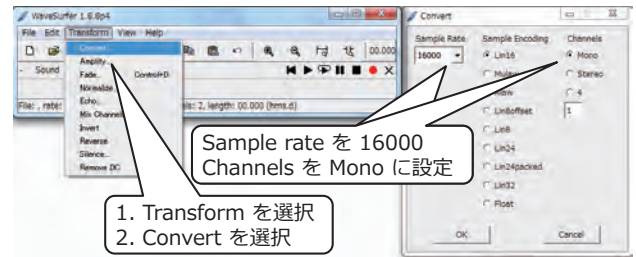 WaveSurfer 1.8.8p4
File Edit Transform View Help
Convert...
Amplify...
Fade... Control+D
Normalize...
Echo...
Mix Channels
Invert
Reverse
Silence...
Remove DC
00.000
- Sound
File: , rate:
els: 2, length: 00.000 (hms.d)
1. Transform を選択
2. Convert を選択
Sample rate を 16000
Channels を Mono に設定
Convert
Sample Rate Sample Encoding Channels
16000 Lin16 Mono
Mulaw Stereo
Alaw 4
Lin8offset 1
Lin8
Lin24
Lin24packed
Lin32
Float
OK Cancel